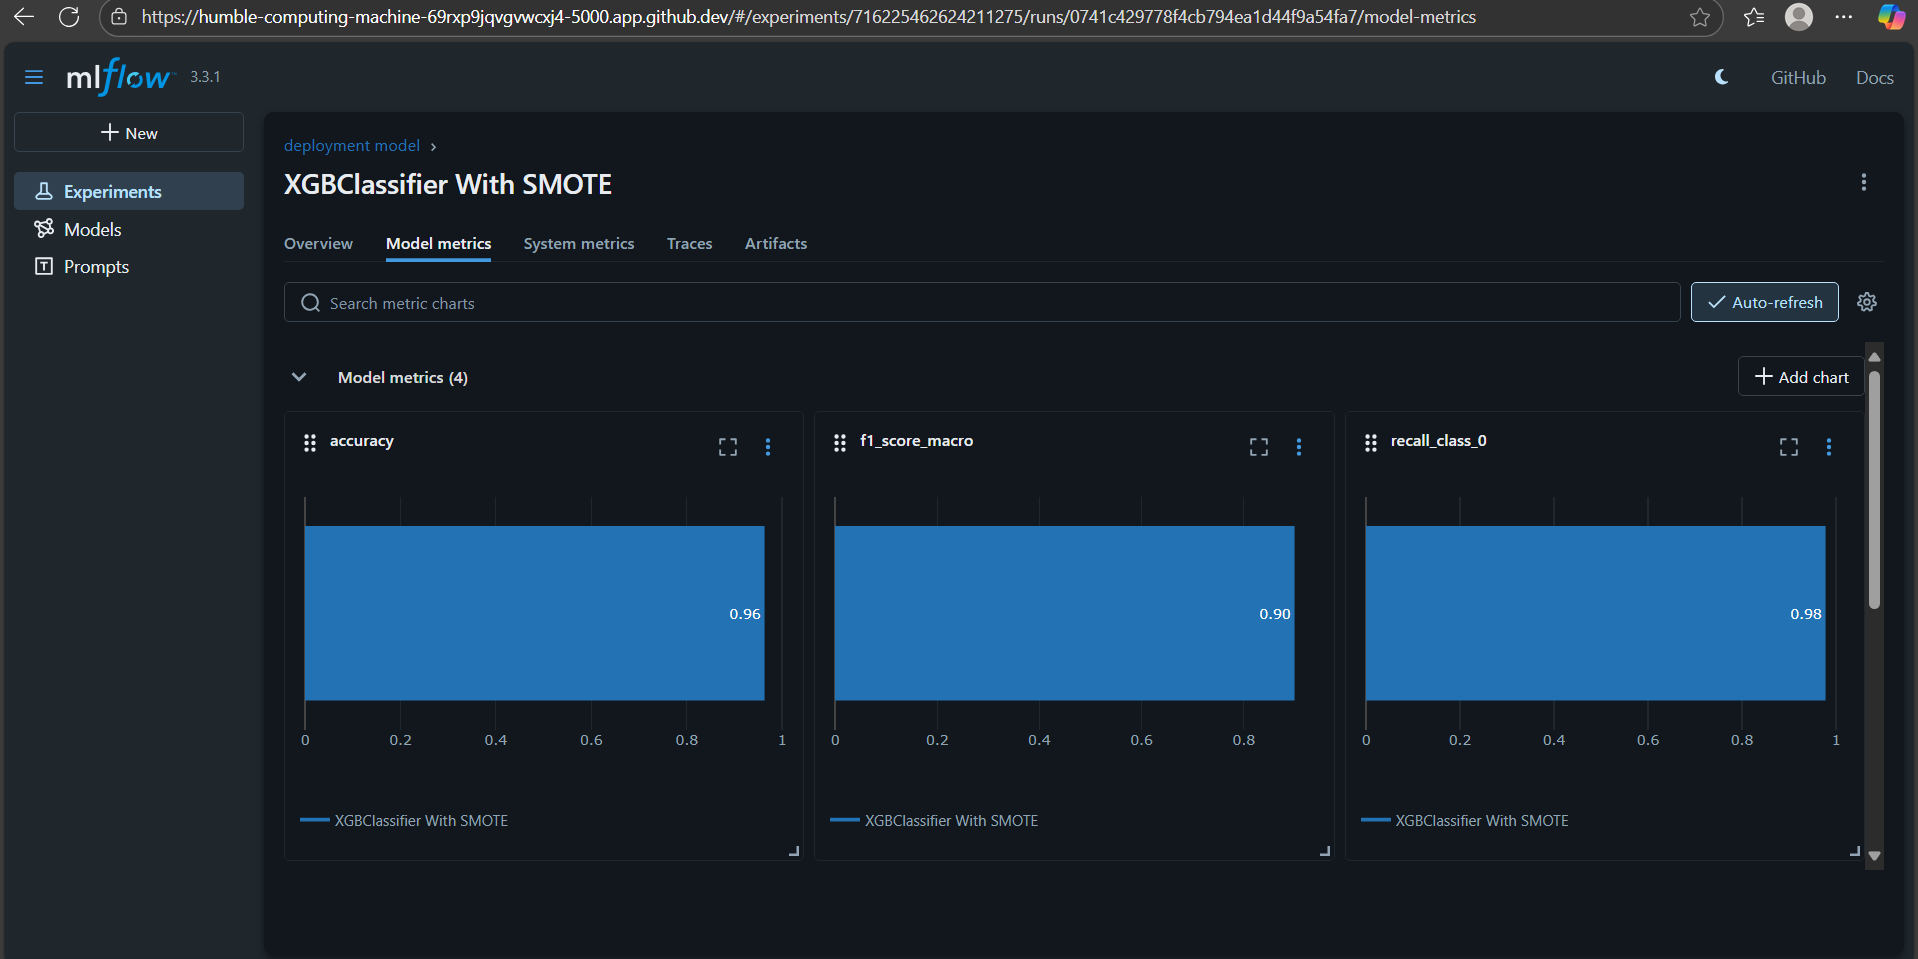 https://humble-computing-machine-69rxp9jqvgvwcxj4-5000.app.github.dev/#/experiments/716225462624211275/runs/0741c429778f4cb794ea1d44f9a54fa7/model-metrics
mlflow 3.3.1
GitHub
Docs
New
Experiments
Models
Prompts
deployment model
XGBClassifier With SMOTE
Overview
Model metrics
System metrics
Traces
Artifacts
Search metric charts
Auto-refresh
Model metrics (4)
Add chart
accuracy
0.96
0 0.2 0.4 0.6 0.8 1
XGBClassifier With SMOTE
f1_score_macro
0.90
0 0.2 0.4 0.6 0.8
XGBClassifier With SMOTE
recall_class_0
0.98
0 0.2 0.4 0.6 0.8 1
XGBClassifier With SMOTE